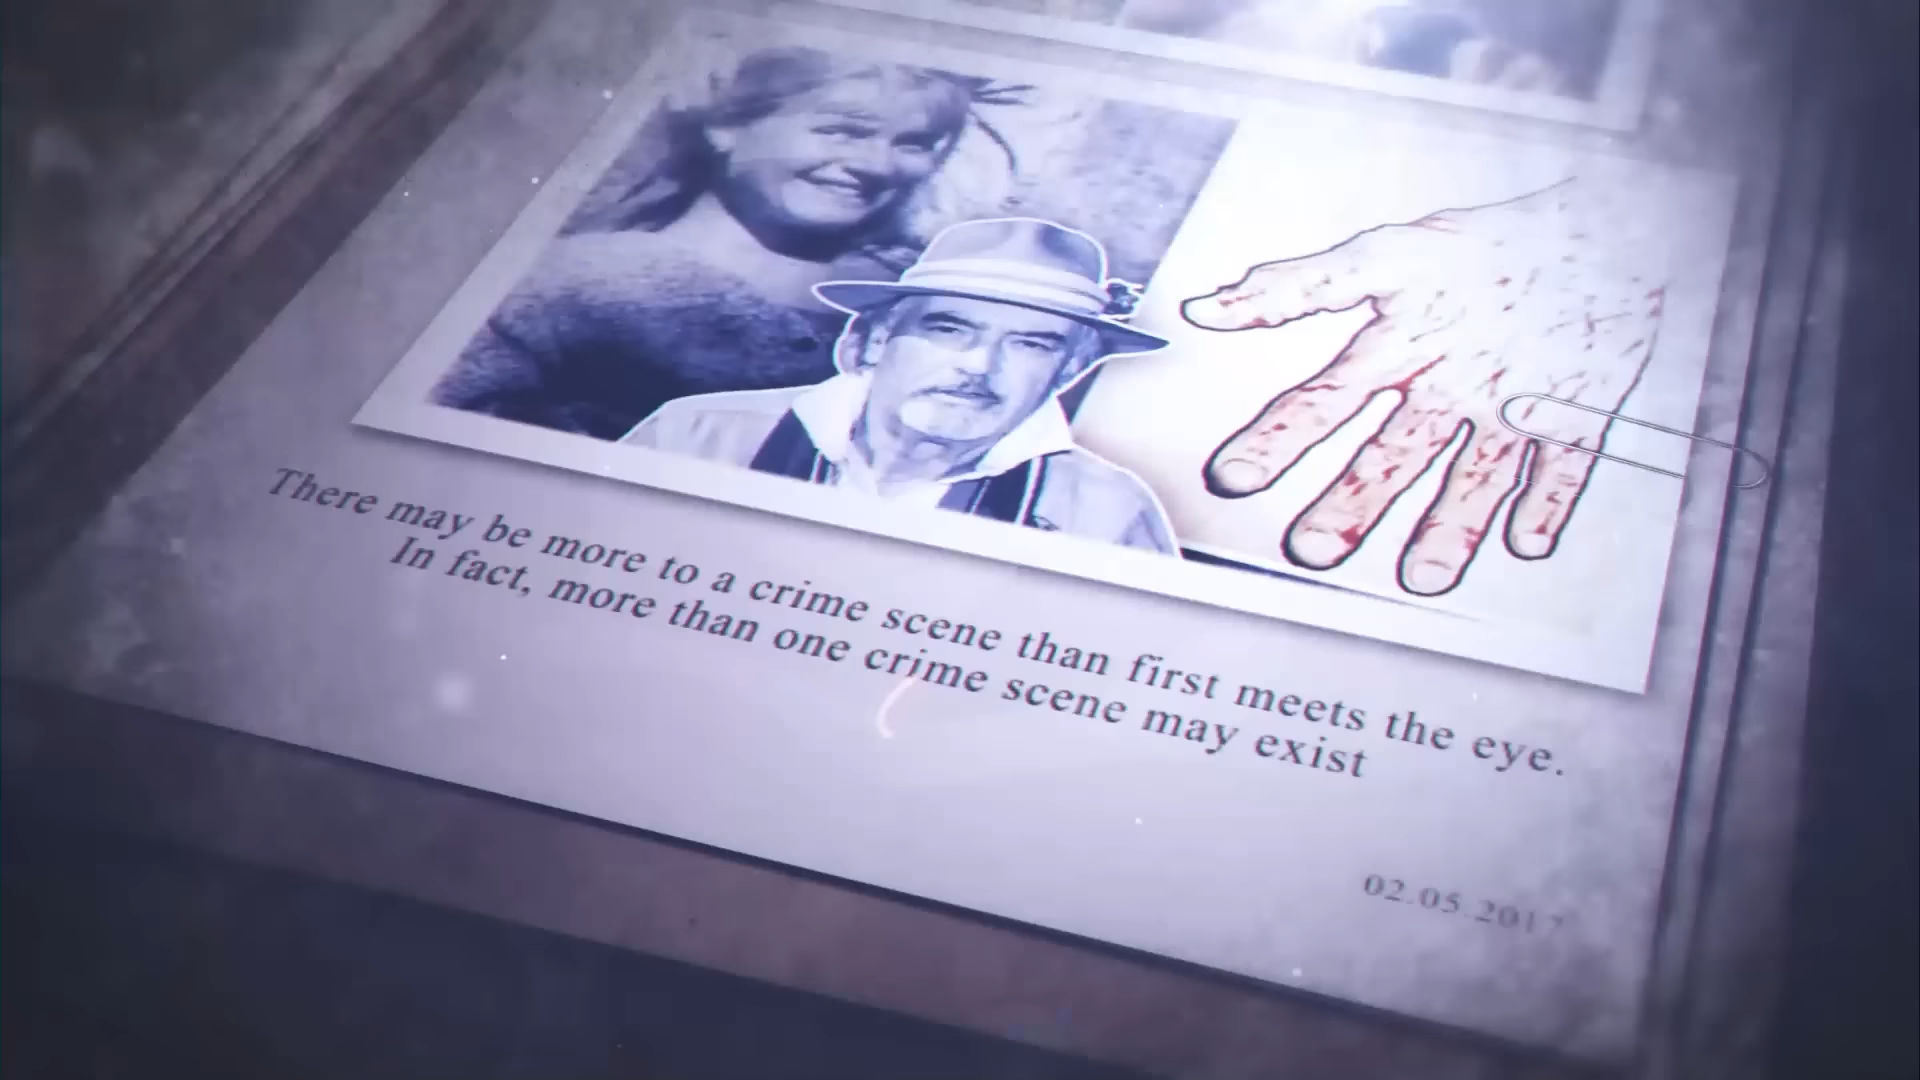 There may be more to a crime scene than first meets the eye.
In fact, more than one crime scene may exist
02.05.2017